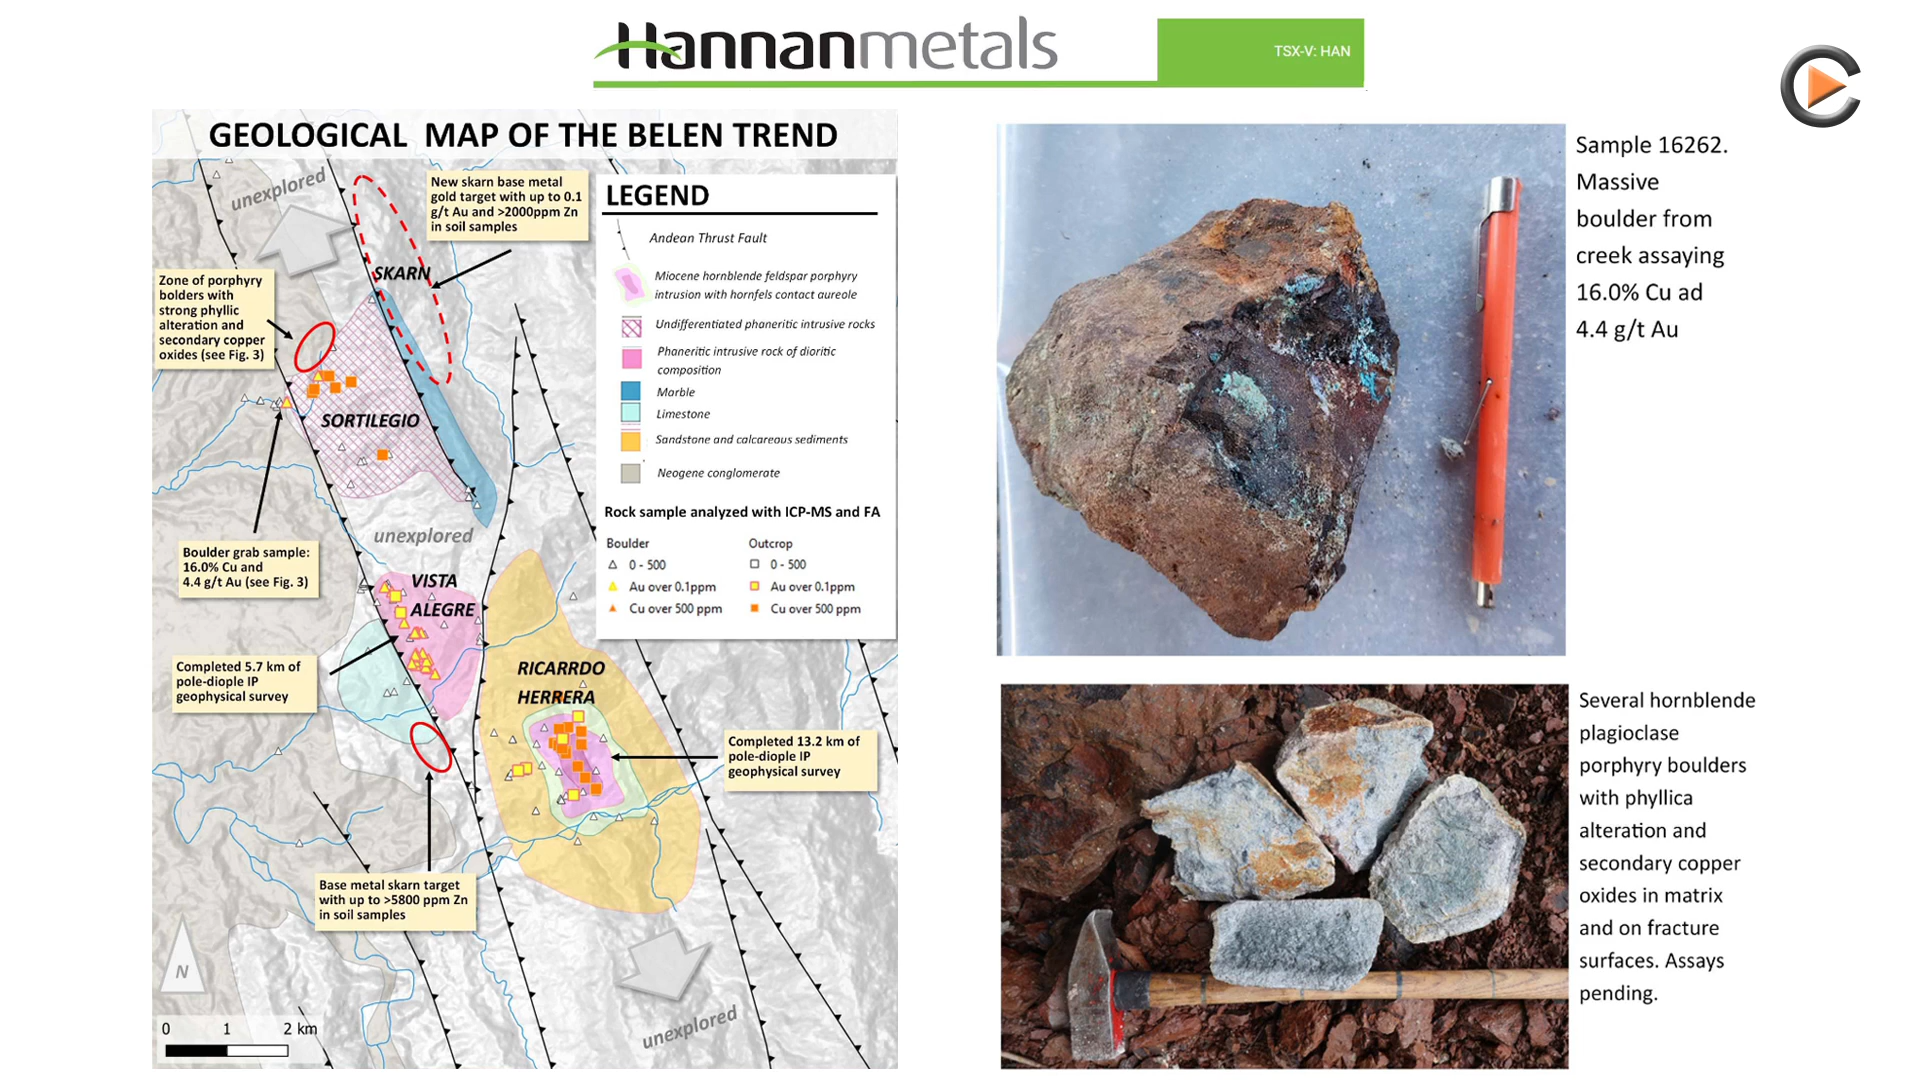 Hannanmetals
TSX-V: HAN
GEOLOGICAL MAP OF THE BELEN TREND
unexplored
New skarn base metal
gold target with up to 0.1
g/t Au and >2000ppm Zn
in soil samples
SKARN
Zone of porphyry
bolders with
strong phyllic
alteration and
secondary copper
oxides (see Fig. 3)
SORTILEGIO
unexplored
Boulder grab sample:
16.0% Cu and
4.4 g/t Au (see Fig. 3)
VISTA
ALEGRE
Completed 5.7 km of
pole-diople IP
geophysical survey
RICARRDO
HERRERA
Completed 13.2 km of
pole-diople IP
geophysical survey
Base metal skarn target
with up to >5800 ppm Zn
in soil samples
unexplored
N
0 1 2 km
LEGEND
Andean Thrust Fault
Miocene hornblende feldspar porphyry
intrusion with hornfels contact aureole
Undifferentiated phaneritic intrusive rocks
Phaneritic intrusive rock of dioritic
composition
Marble
Limestone
Sandstone and calcareous sediments
Neogene conglomerate
Rock sample analyzed with ICP-MS and FA
Boulder
0 - 500
Au over 0.1ppm
Cu over 500 ppm
Outcrop
0 - 500
Au over 0.1ppm
Cu over 500 ppm
Sample 16262.
Massive
boulder from
creek assaying
16.0% Cu ad
4.4 g/t Au
Several hornblende
plagioclase
porphyry boulders
with phyllica
alteration and
secondary copper
oxides in matrix
and on fracture
surfaces. Assays
pending.